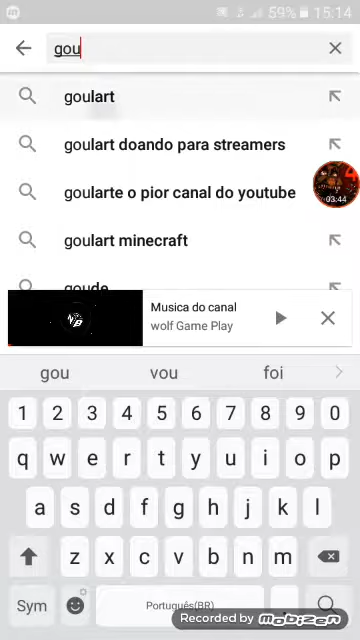 59% 15:14
gou
goulart
goulart doando para streamers
goularte o pior canal do youtube
03:44
goulart minecraft
goude
Musica do canal
wolf Game Play
gou vou foi
1 2 3 4 5 6 7 8 9 0
q w e r t y u i o p
a s d f g h j k l
z x c v b n m
Sym Português(BR)
Recorded by mobizen